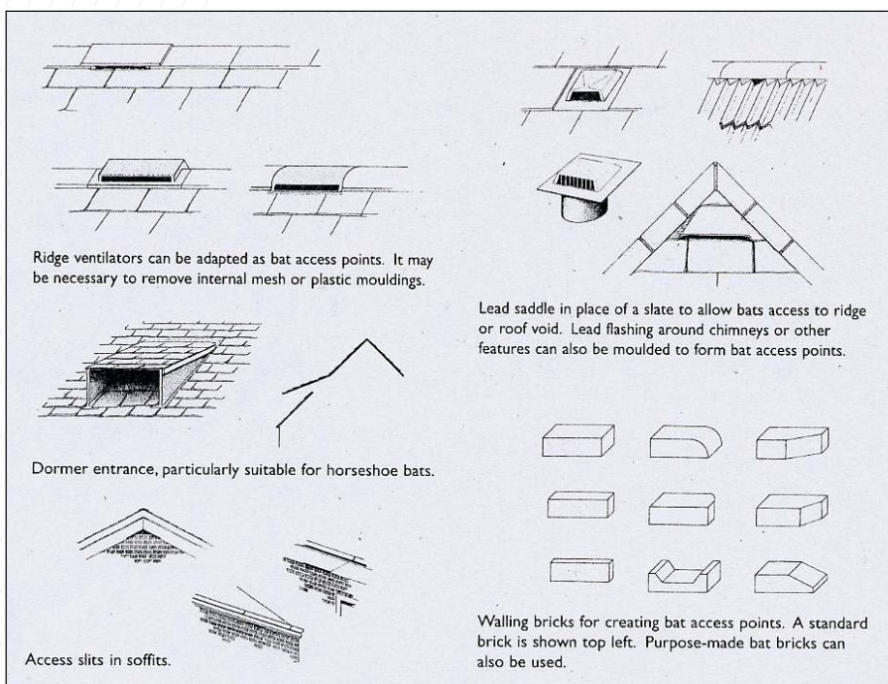 Ridge ventilators can be adapted as bat access points. It may
be necessary to remove internal mesh or plastic mouldings.
Dormer entrance, particularly suitable for horseshoe bats.
Access slits in soffits.
Lead saddle in place of a slate to allow bats access to ridge
or roof void. Lead flashing around chimneys or other
features can also be moulded to form bat access points.
Walling bricks for creating bat access points. A standard
brick is shown top left. Purpose-made bat bricks can
also be used.